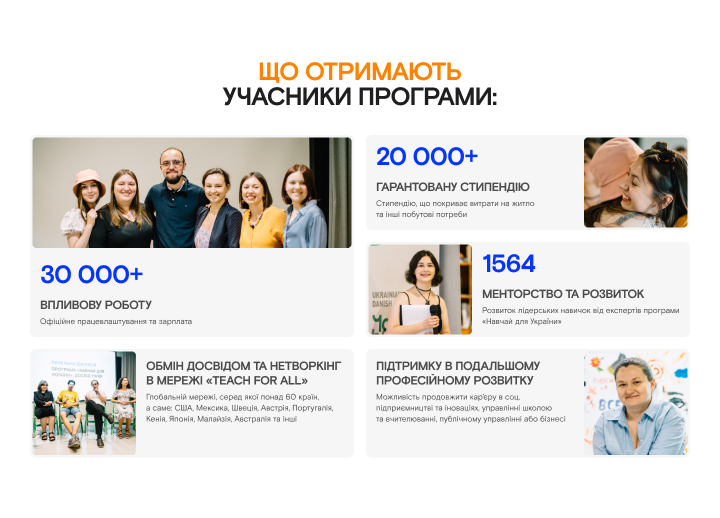 ЩО ОТРИМАЮТЬ
УЧАСНИКИ ПРОГРАМИ:
30 000+
ВПЛИВОВУ РОБОТУ
Офіційне працевлаштування та зарплата
20 000+
ГАРАНТОВАНУ СТИПЕНДІЮ
Стипендію, що покриває витрати на житло
та інші побутові потреби
UKRAINIAN
DANISH
1564
МЕНТОРСТВО ТА РОЗВИТОК
Розвиток лідерських навичок від експертів програми
«Навчай для України»
ОБМІН ДОСВІДОМ ТА НЕТВОРКІНГ
В МЕРЕЖІ «TEACH FOR ALL»
Глобальній мережі, серед якої понад 60 країн,
а саме: США, Мексика, Швеція, Австрія, Португалія,
Кенія, Японія, Малайзія, Австралія та інші
ПІДТРИМКУ В ПОДАЛЬШОМУ
ПРОФЕСІЙНОМУ РОЗВИТКУ
Можливість продовжити кар'єру в соц.
підприємництві та іноваціях, управлінні школою
та вчителюванні, публічному управлінні або бізнесі